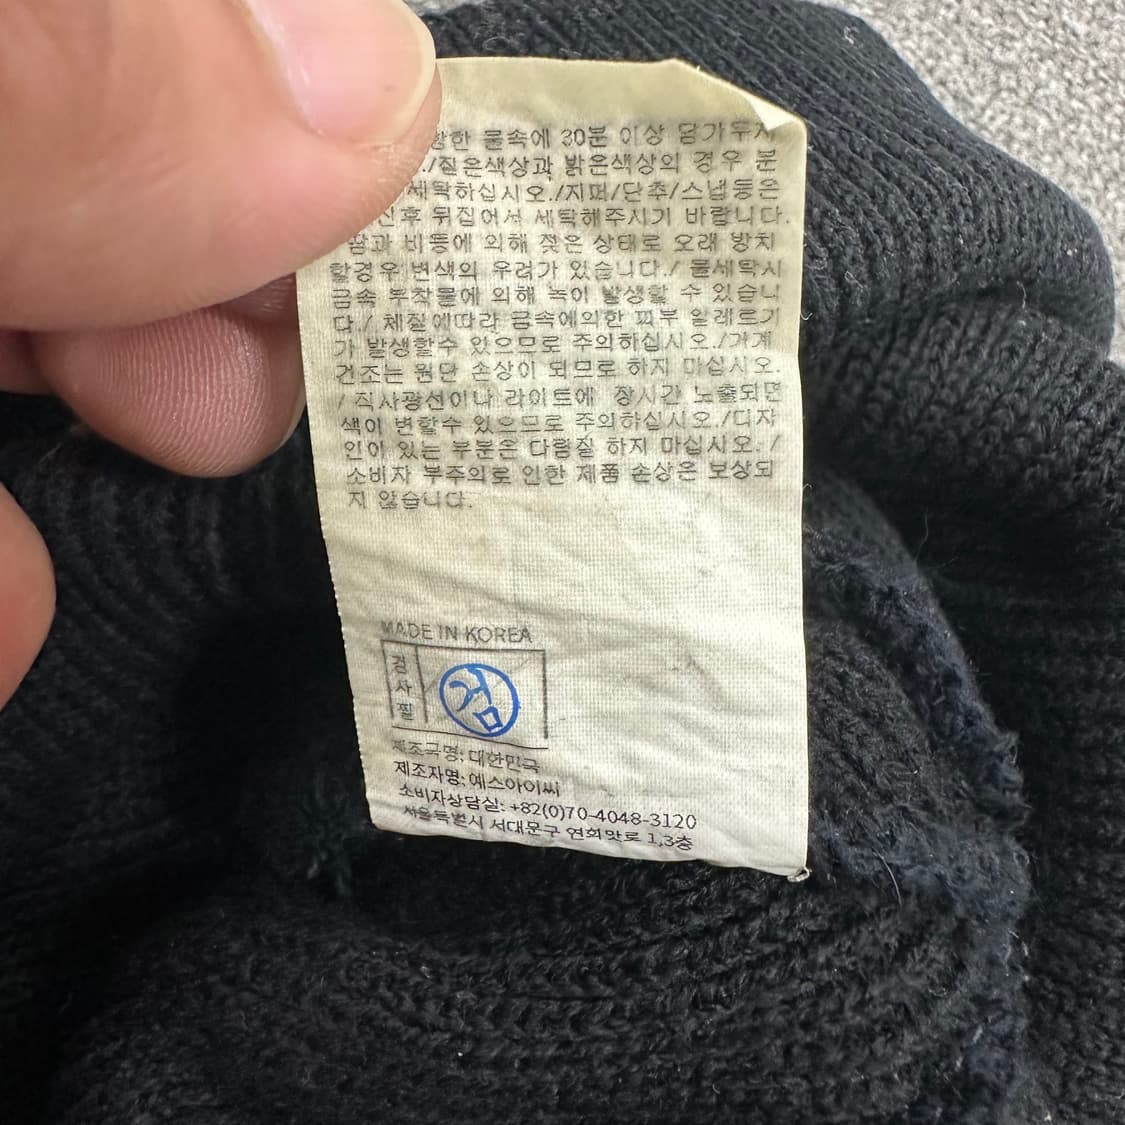 한 물속에 30분 이상 담가두지
./짙은색상과 밝은색상의 경우 분
세탁하십시오./지퍼/단추/스냅등은
후 뒤집어서 세탁해주시기 바랍니다.
땀과 비등에 의해 젖은 상태로 오래 방치
할경우 변색의 우려가 있습니다./ 물세탁시
금속 부착물에 의해 녹이 발생할 수 있습니
다./ 체질에따라 금속에의한 피부 알레르기
가 발생할수 있으므로 주의하십시오./기계
건조는 원단 손상이 되므로 하지 마십시오.
/ 직사광선이나 라이트에 장시간 노출되면
색이 변할수 있으므로 주의하십시오./디자
인이 있는 부분은 다림질 하지 마십시오. /
소비자 부주의로 인한 제품 손상은 보상되
지 않습니다.
MADE IN KOREA
검사필
검
제조국명: 대한민국
제조자명: 에스아이씨
소비자상담실: +82(0)70-4048-3120
서울특별시 서대문구 연희맛로 1,3층